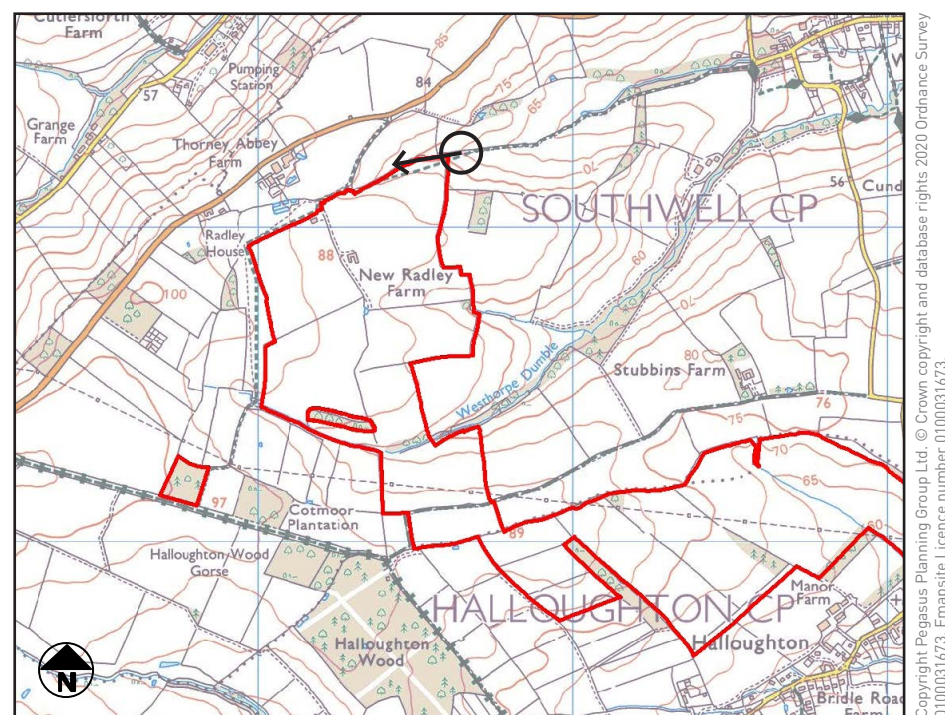 Cutlersforth
Farm
85
Pumping
Station
84
75
57
65
Grange
Farm
Thorney Abbey
Farm
70
56
Cund
SOUTHWELL CP
Radley
House
88
60
New Radley
Farm
100
70
80
Stubbins Farm
Westhorpe Dumble
76
75
70
65
97
Cotmoor
Plantation
89
60
Halloughton Wood
Gorse
Manor
Farm
HALLOUGHTON CP
Halloughton
Halloughton
Wood
N
Bridle Road
Farm
Copyright Pegasus Planning Group Ltd. © Crown copyright and database rights 2020 Ordnance Survey
0100031673. Emapsite Licence number 0100031673.